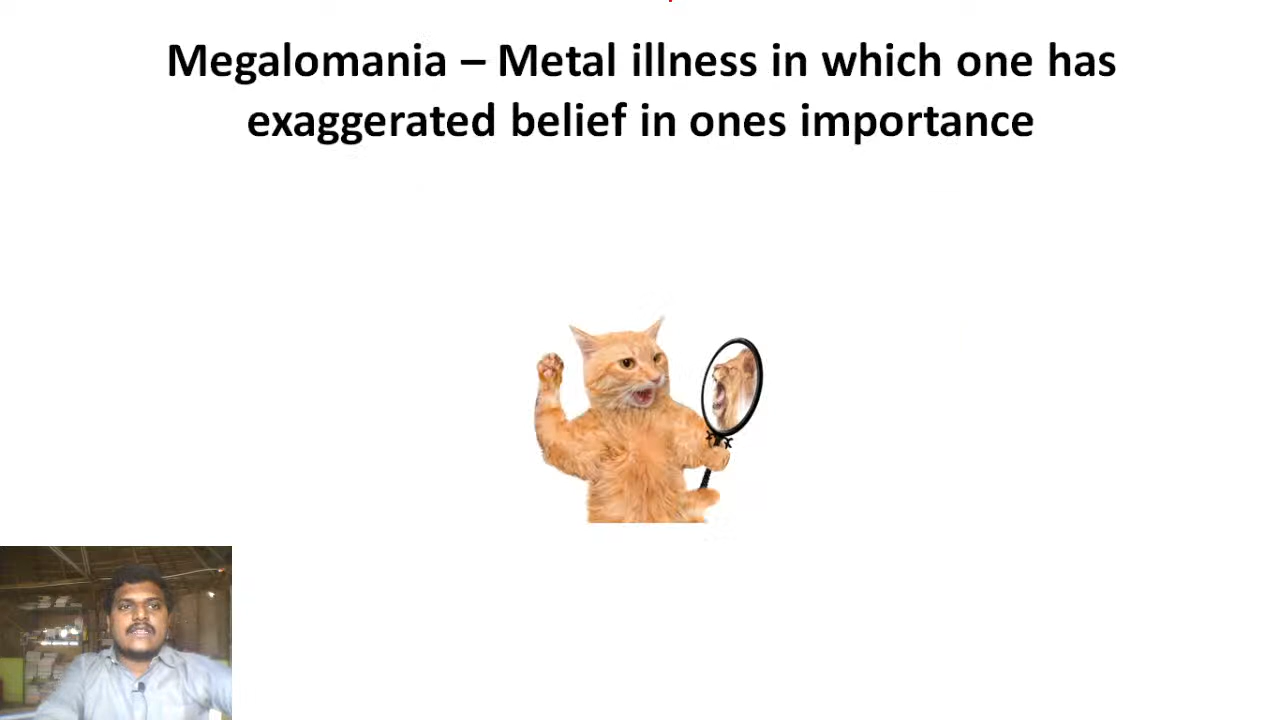 Megalomania – Metal illness in which one has
exaggerated belief in ones importance